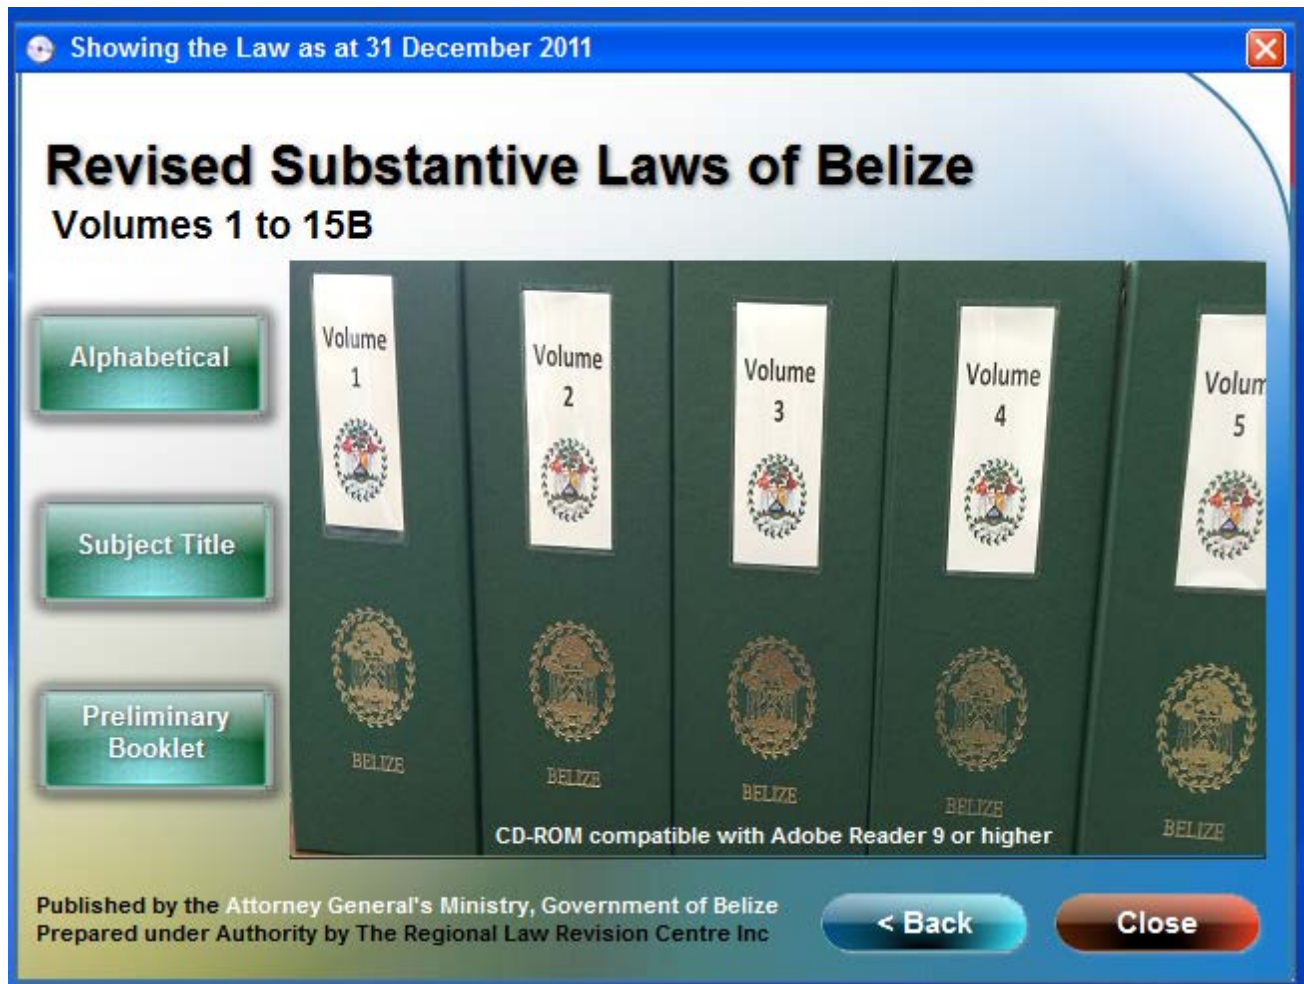 Showing the Law as at 31 December 2011
Revised Substantive Laws of Belize
Volumes 1 to 15B
Alphabetical
Subject Title
Preliminary
Booklet
Volume
1
BELIZE
Volume
2
BELIZE
Volume
3
BELIZE
Volume
4
BELIZE
Volum
5
BELIZE
CD-ROM compatible with Adobe Reader 9 or higher
Published by the Attorney General's Ministry, Government of Belize
Prepared under Authority by The Regional Law Revision Centre Inc
< Back
Close